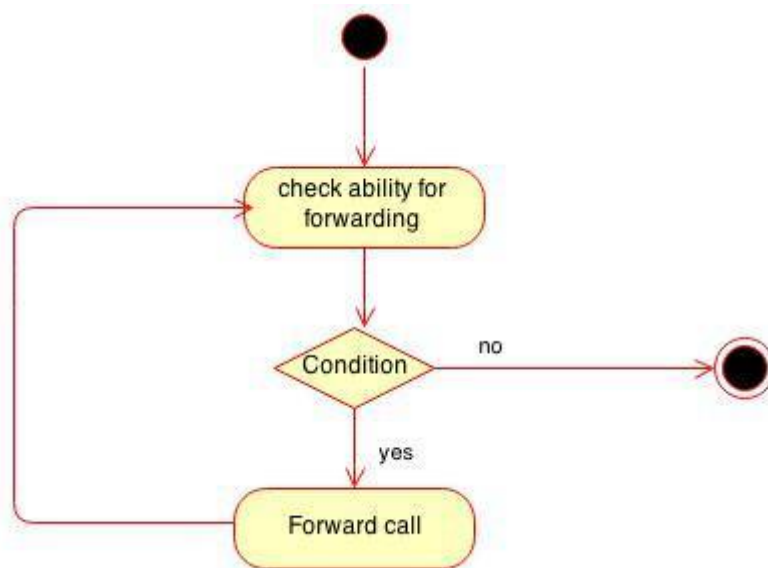 check ability for
forwarding
Condition
no
yes
Forward call